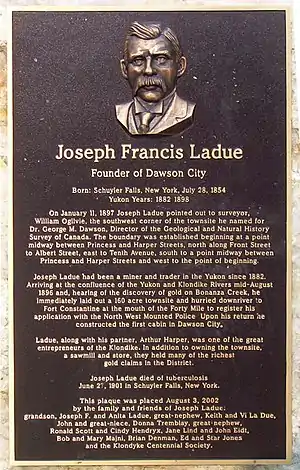 Joseph Francis Ladue
Founder of Dawson City
Born: Schuyler Falls, New York, July 28, 1854
Yukon Years: 1882 1898
On January 11, 1897 Joseph Ladue pointed out to surveyor,
William Ogilvie, the southwest corner of the townsite he named for
Dr. George M. Dawson, Director of the Geological and Natural History
Survey of Canada. The boundary was established beginning at a point
midway between Princess and Harper Streets, north along Front Street
to Albert Street, east to Tenth Avenue, south to a point midway between
Princess and Harper Streets and west to the point of beginning.
Joseph Ladue had been a miner and trader in the Yukon since 1882.
Arriving at the confluence of the Yukon and Klondike Rivers mid-August
1896 and, hearing of the discovery of gold on Bonanza Creek, he
immediately laid out a 160 acre townsite and hurried downriver to
Fort Constantine at the mouth of the Forty Mile to register his
application with the North West Mounted Police Upon his return he
constructed the first cabin in Dawson City.
Ladue, along with his partner, Arthur Harper, was one of the great
entrepreneurs of the Klondike. In addition to owning the townsite,
a sawmill and store, they held many of the richest
gold claims in the District.
Joseph Ladue died of tuberculosis
June 27, 1901 in Schuyler Falls, New York.
This plaque was placed August 3, 2002
by the family and friends of Joseph Ladue:
grandson, Joseph F. and Anita Ladue, great-nephew, Keith and Vi La Due,
John and great-niece, Donna Tremblay, great-nephew,
Ronald Scott and Cindy Hendryx, Jane Lind and John Eidt,
Bob and Mary Majni, Brian Denman, Ed and Star Jones
and the Klondyke Centennial Society.